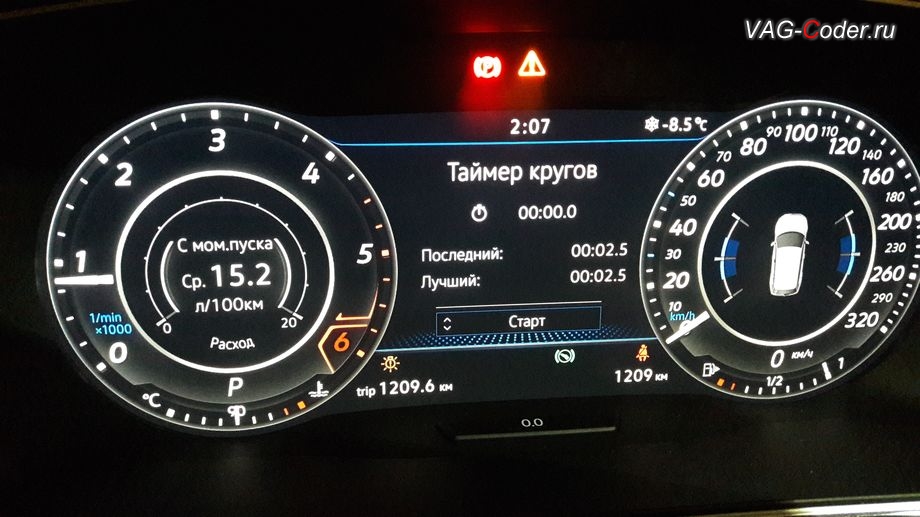 VAG-Coder.ru
2:07
-8.5°C
Таймер кругов
00:00.0
Последний: 00:02.5
Лучший: 00:02.5
Старт
trip 1209.6 км
1209 км
0.0
0 1 2 3 4 5 6
1/min
×1000
С мом.пуска
Ср. 15.2
л/100км
0 20
Расход
P
°C 90
0 10 20 30 40 50 60 70 80 90 100 110 120 140 160 180 200 230 260 290 320
km/h
0 км/ч
1/2